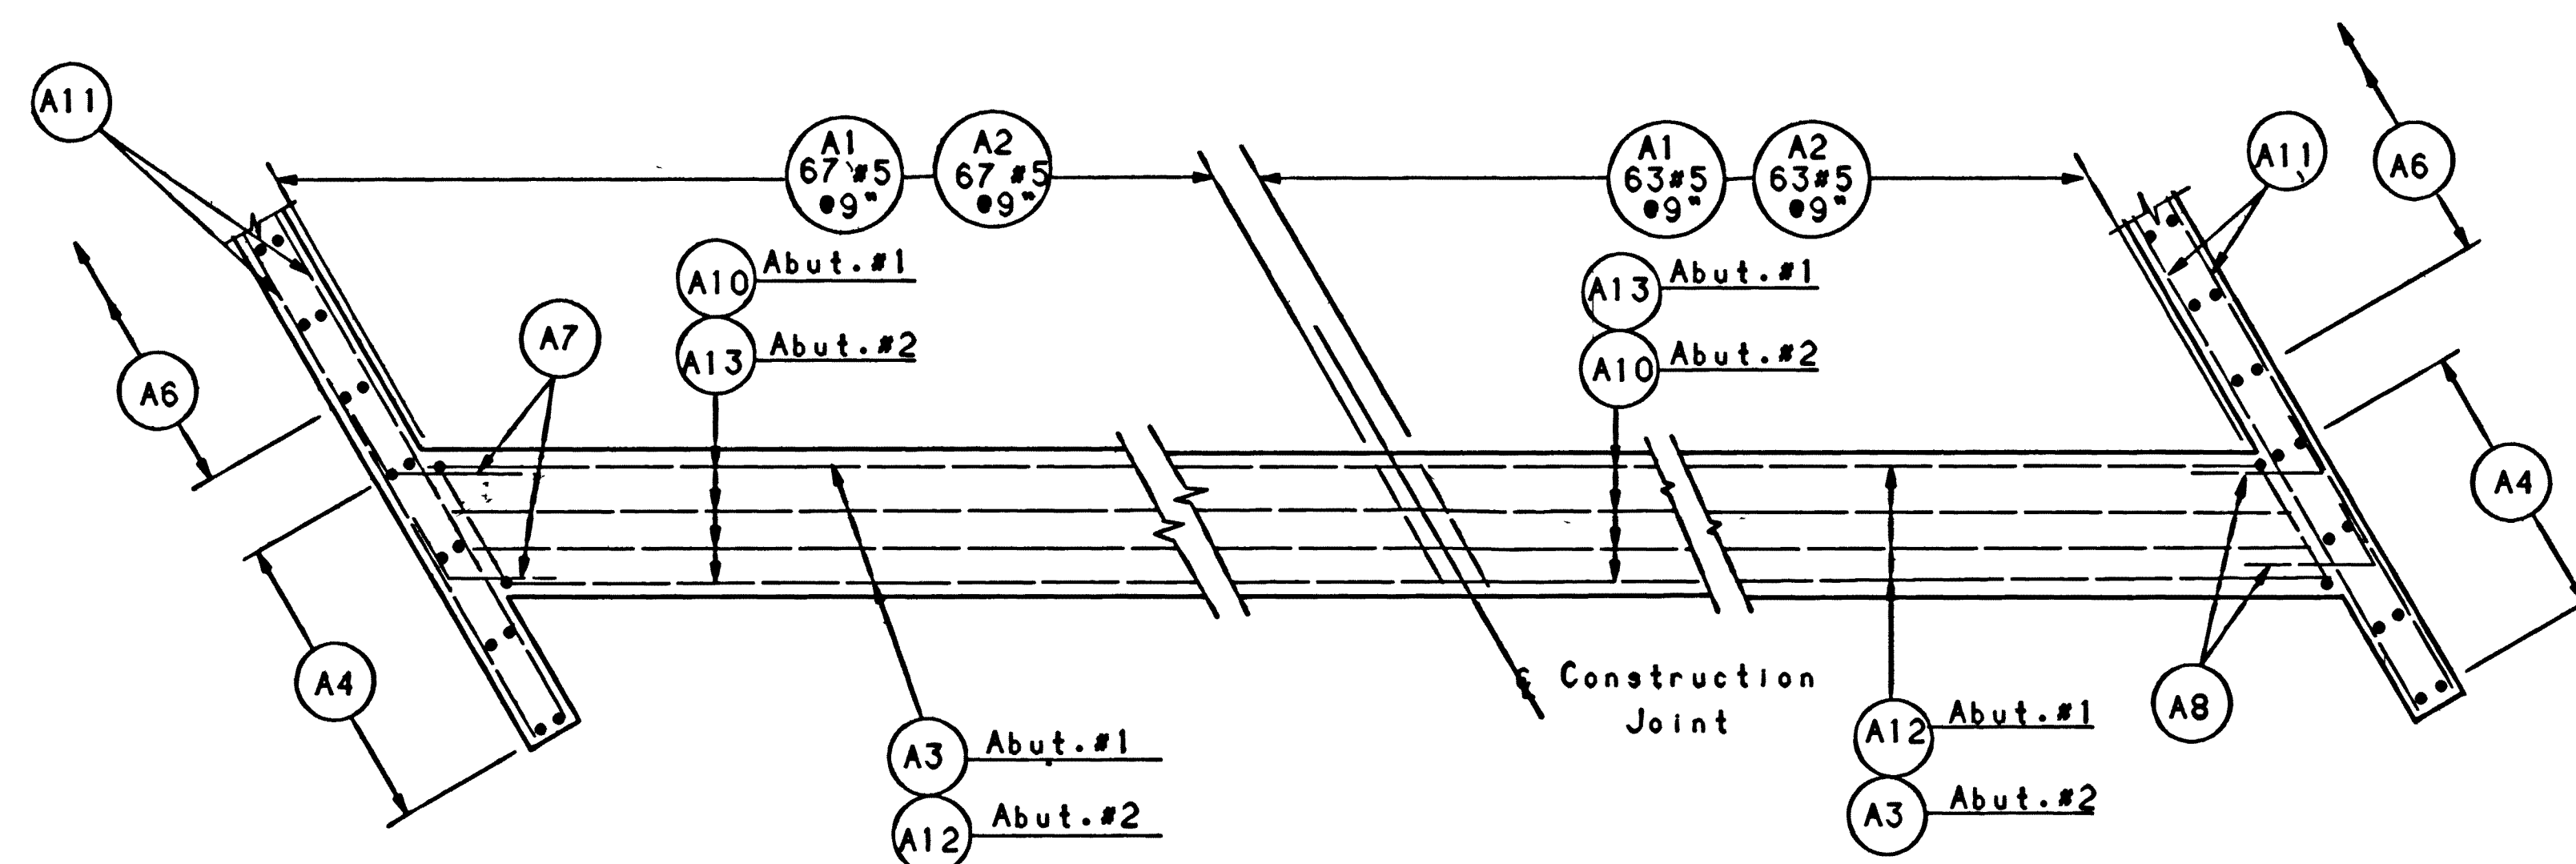 A11
A1
67 #5
@9"
A2
67 #5
@9"
A1
63#5
@9"
A2
63#5
@9"
A11
A6
A10 Abut.#1
A13 Abut.#2
A13 Abut.#1
A10 Abut.#2
A7
A6
A4
A4
℄ Construction
Joint
A8
A3 Abut.#1
A12 Abut.#2
A12 Abut.#1
A3 Abut.#2